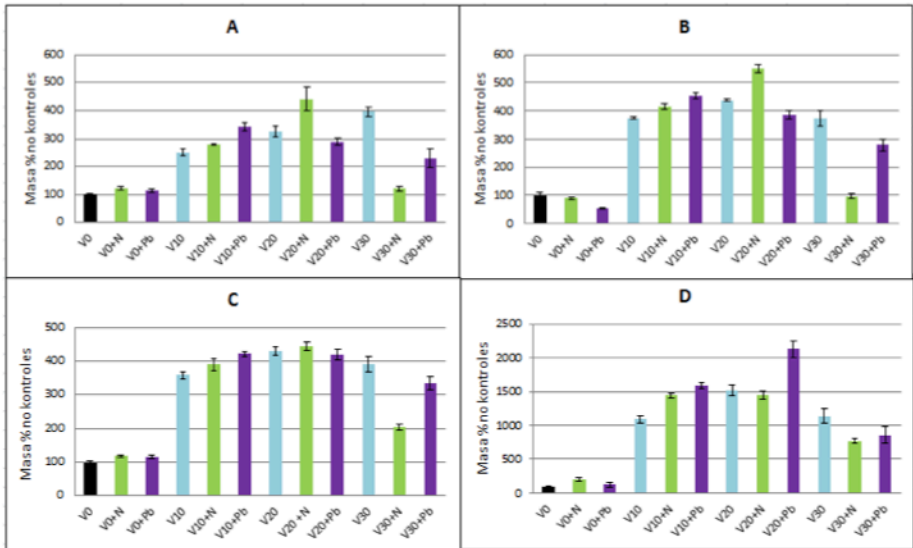 A
Masa % no kontroles
600
500
400
300
200
100
0
V0
V0+N
V0+Pb
V10
V10+N
V10+Pb
V20
V20+N
V20+Pb
V30
V30+N
V30+Pb
B
Masa % no kontroles
600
500
400
300
200
100
0
V0
V0+N
V0+Pb
V10
V10+N
V10+Pb
V20
V20+N
V20+Pb
V30
V30+N
V30+Pb
C
Masa % no kontroles
500
400
300
200
100
0
V0
V0+N
V0+Pb
V10
V10+N
V10+Pb
V20
V20 +N
V20+Pb
V30
V30+N
V30+Pb
D
Masa % no kontroles
2500
2000
1500
1000
500
0
V0
V0+N
V0+Pb
V10
V10+N
V10+Pb
V20
V20+N
V20+Pb
V30
V30+N
V30+Pb